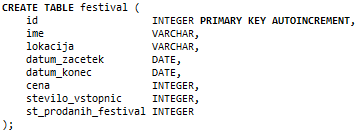 CREATE TABLE festival (
    id                  INTEGER PRIMARY KEY AUTOINCREMENT,
    ime                 VARCHAR,
    lokacija            VARCHAR,
    datum_zacetek       DATE,
    datum_konec         DATE,
    cena                INTEGER,
    stevilo_vstopnic    INTEGER,
    st_prodanih_festival INTEGER
);